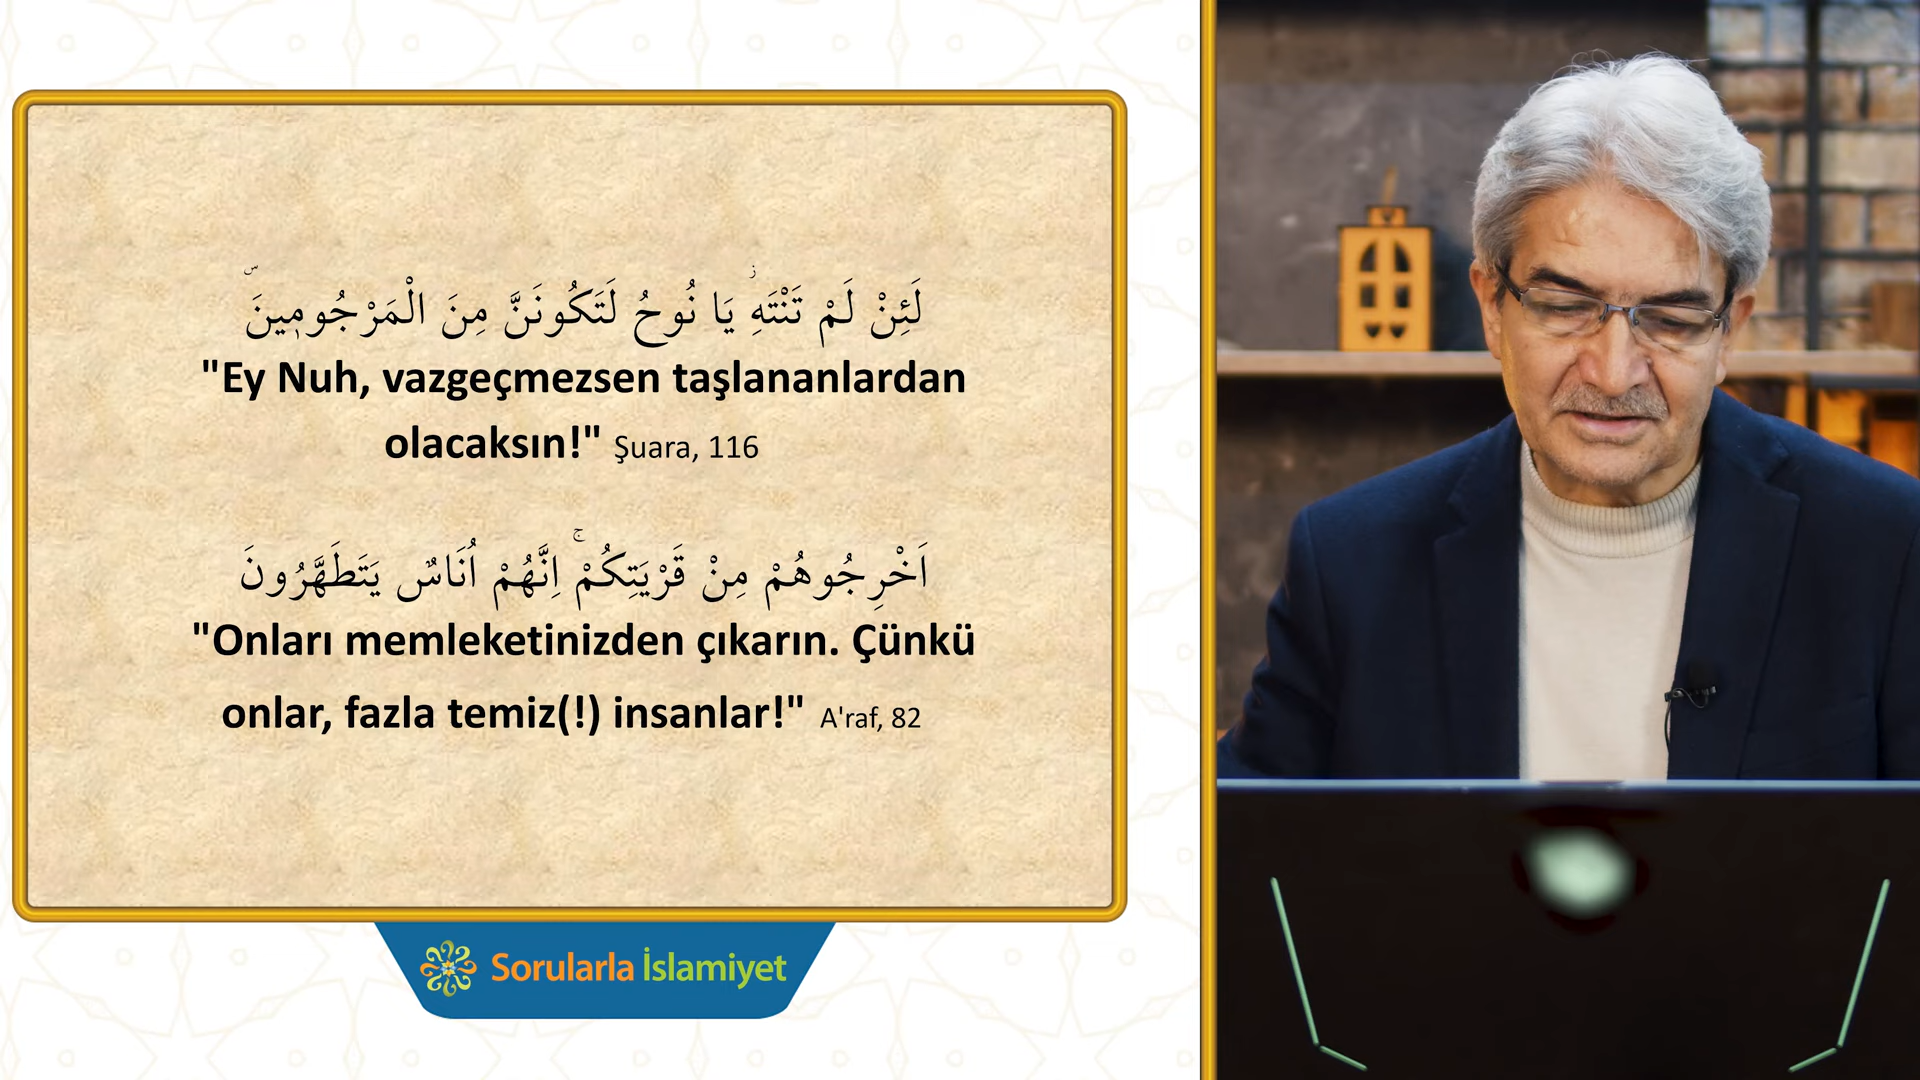 لَئِنْ لَمْ تَنْتَهِۚ يَا نُوحُ لَتَكُونَنَّ مِنَ الْمَرْجُومٖينَۜ
"Ey Nuh, vazgeçmezsen taşlananlardan
olacaksın!" Şuara, 116
اَخْرِجُوهُمْ مِنْ قَرْيَتِكُمْۚ اِنَّهُمْ اُنَاسٌ يَتَطَهَّرُونَ
"Onları memleketinizden çıkarın. Çünkü
onlar, fazla temiz(!) insanlar!" A'raf, 82
Sorularla İslamiyet